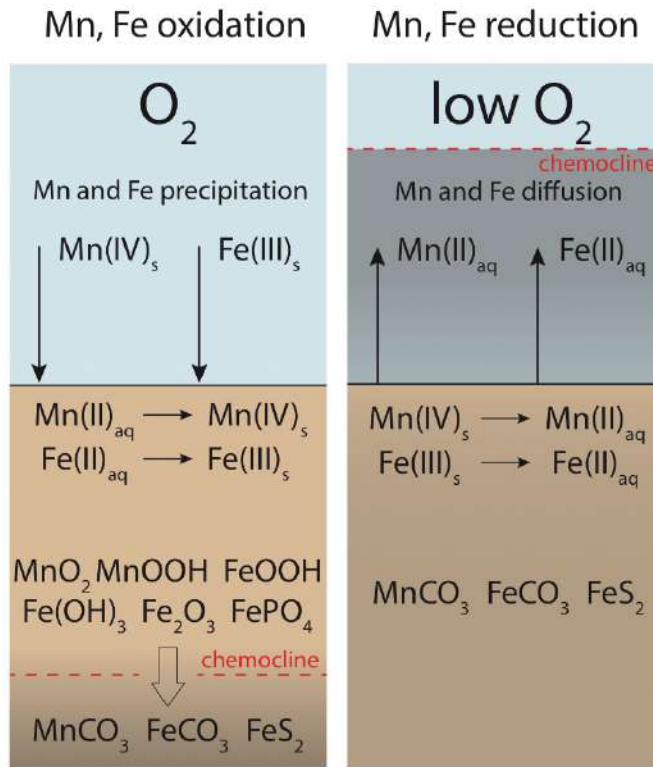 Mn, Fe oxidation
O₂
Mn and Fe precipitation
Mn(IV)ₛ Fe(III)ₛ
Mn(II)aq → Mn(IV)ₛ
Fe(II)aq → Fe(III)ₛ
MnO₂ MnOOH FeOOH
Fe(OH)₃ Fe₂O₃ FePO₄
chemocline
MnCO₃ FeCO₃ FeS₂
Mn, Fe reduction
low O₂
chemocline
Mn and Fe diffusion
Mn(II)aq Fe(II)aq
Mn(IV)ₛ → Mn(II)aq
Fe(III)ₛ → Fe(II)aq
MnCO₃ FeCO₃ FeS₂